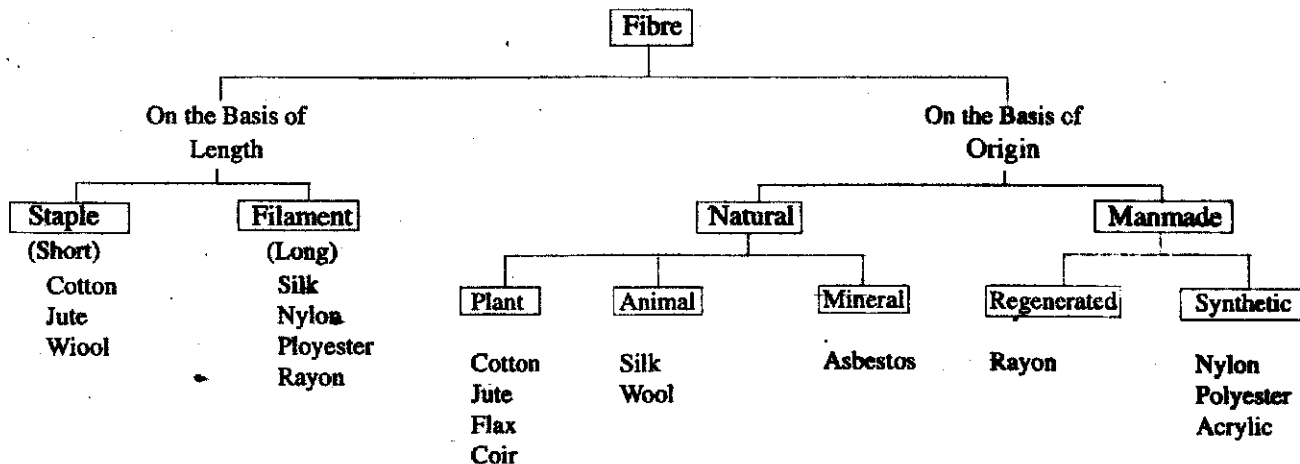 Fibre
On the Basis of
Length
On the Basis of
Origin
Staple
(Short)
Cotton
Jute
Wiool
Filament
(Long)
Silk
Nylon
Ployester
Rayon
Natural
Manmade
Plant
Animal
Mineral
Regenerated
Synthetic
Cotton
Jute
Flax
Coir
Silk
Wool
Asbestos
Rayon
Nylon
Polyester
Acrylic